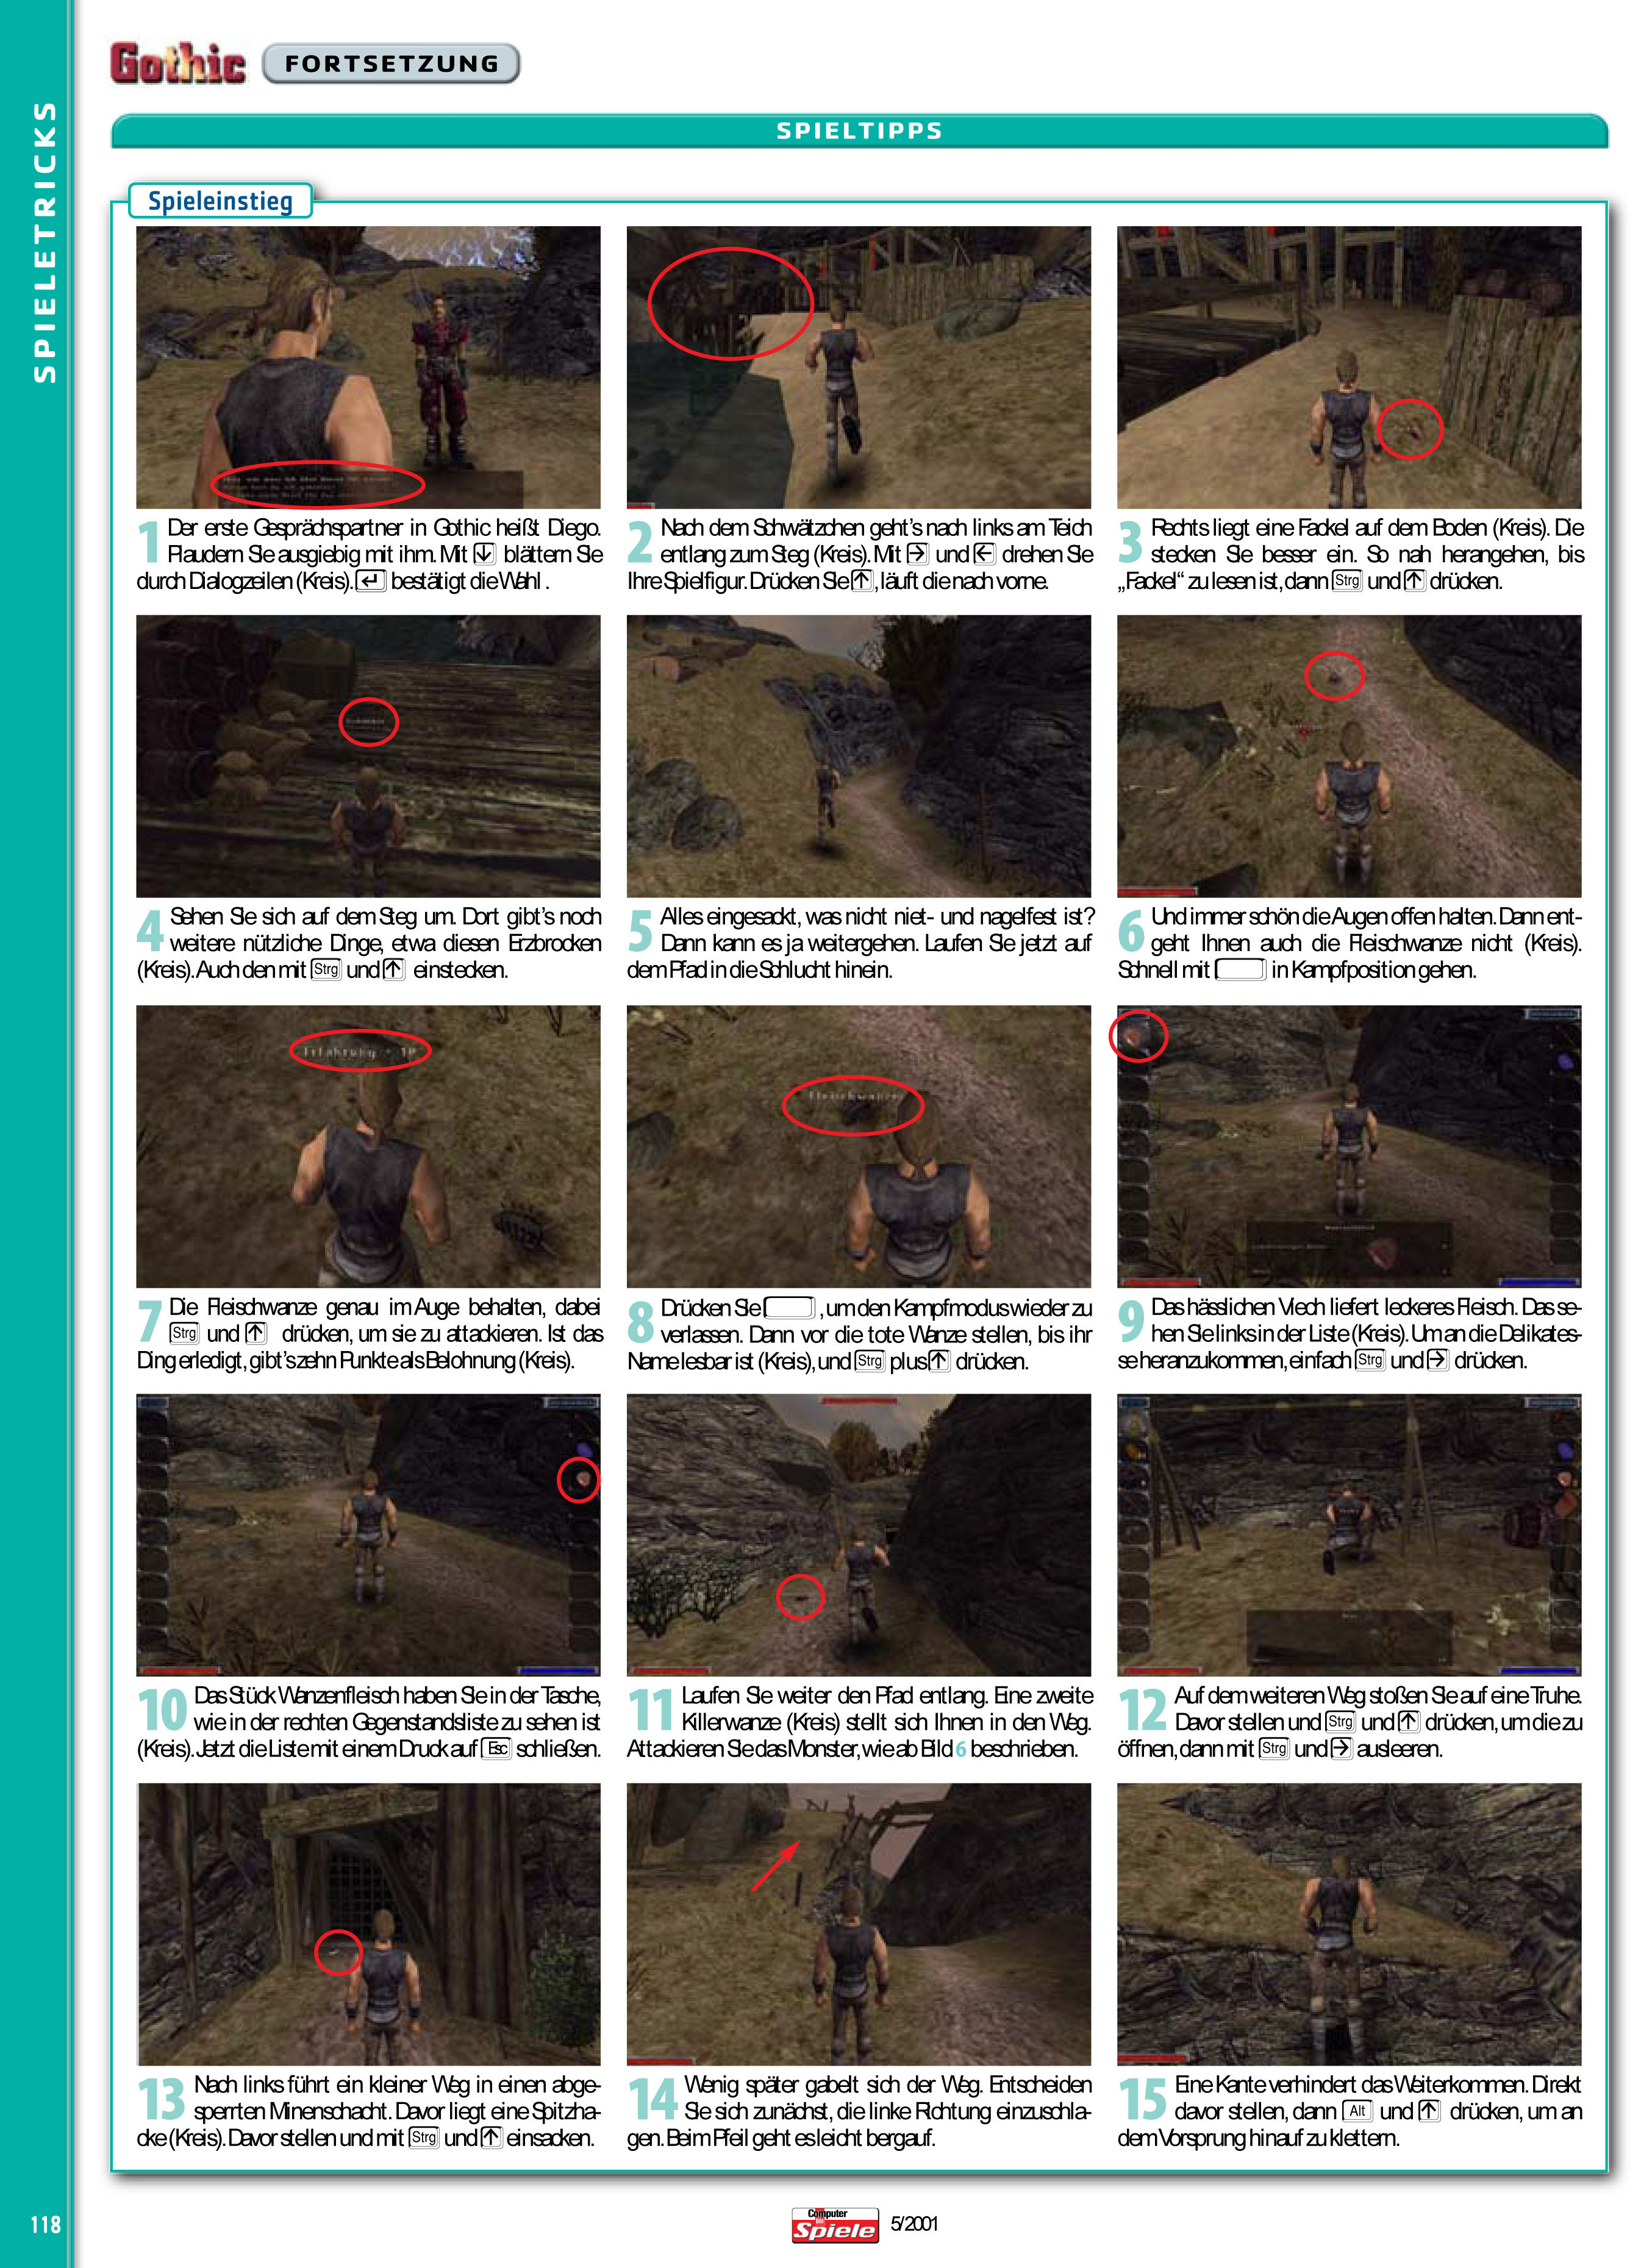 Gothic FORTSETZUNG
SPIELETRICKS
SPIELTIPPS
Spieleinstieg
1 Der erste Gesprächspartner in Gothic heißt Diego.
Plaudern Sie ausgiebig mit ihm. Mit ↓ blättern Sie
durch Dialogzeilen (Kreis). ↵ bestätigt die Wahl.
2 Nach dem Schwätzchen geht's nach links am Teich
entlang zum Steg (Kreis). Mit → und ← drehen Sie
Ihre Spielfigur. Drücken Sie ↑, läuft die nach vorne.
3 Rechts liegt eine Fackel auf dem Boden (Kreis). Die
stecken Sie besser ein. So nah herangehen, bis
„Fackel“ zu lesen ist, dann Strg und ↑ drücken.
4 Sehen Sie sich auf dem Steg um. Dort gibt's noch
weitere nützliche Dinge, etwa diesen Erzbrocken
(Kreis). Auch den mit Strg und ↑ einstecken.
5 Alles eingesackt, was nicht niet- und nagelfest ist?
Dann kann es ja weitergehen. Laufen Sie jetzt auf
dem Pfad in die Schlucht hinein.
6 Und immer schön die Augen offen halten. Dann ent-
geht Ihnen auch die Fleischwanze nicht (Kreis).
Schnell mit in Kampfposition gehen.
Erfahrung + 10
7 Die Fleischwanze genau im Auge behalten, dabei
Strg und ↑ drücken, um sie zu attackieren. Ist das
Ding erledigt, gibt's zehn Punkte als Belohnung (Kreis).
Fleischwanze
8 Drücken Sie , um den Kampfmodus wieder zu
verlassen. Dann vor die tote Wanze stellen, bis ihr
Name lesbar ist (Kreis), und Strg plus ↑ drücken.
9 Das hässlichen Viech liefert leckeres Fleisch. Das se-
hen Sie links in der Liste (Kreis). Um an die Delikates-
se heranzukommen, einfach Strg und → drücken.
10 Das Stück Wanzenfleisch haben Sie in der Tasche,
wie in der rechten Gegenstandsliste zu sehen ist
(Kreis). Jetzt die Liste mit einem Druck auf Esc schließen.
11 Laufen Sie weiter den Pfad entlang. Eine zweite
Killerwanze (Kreis) stellt sich Ihnen in den Weg.
Attackieren Sie das Monster, wie ab Bild 6 beschrieben.
12 Auf dem weiteren Weg stoßen Sie auf eine Truhe.
Davor stellen und Strg und ↑ drücken, um die zu
öffnen, dann mit Strg und → ausleeren.
13 Nach links führt ein kleiner Weg in einen abge-
sperrten Minenschacht. Davor liegt eine Spitzha-
cke (Kreis). Davor stellen und mit Strg und ↑ einsacken.
14 Wenig später gabelt sich der Weg. Entscheiden
Sie sich zunächst, die linke Richtung einzuschla-
gen. Beim Pfeil geht es leicht bergauf.
15 Eine Kante verhindert das Weiterkommen. Direkt
davor stellen, dann Alt und ↑ drücken, um an
dem Vorsprung hinauf zu klettern.
118
Computer Bild Spiele 5/2001